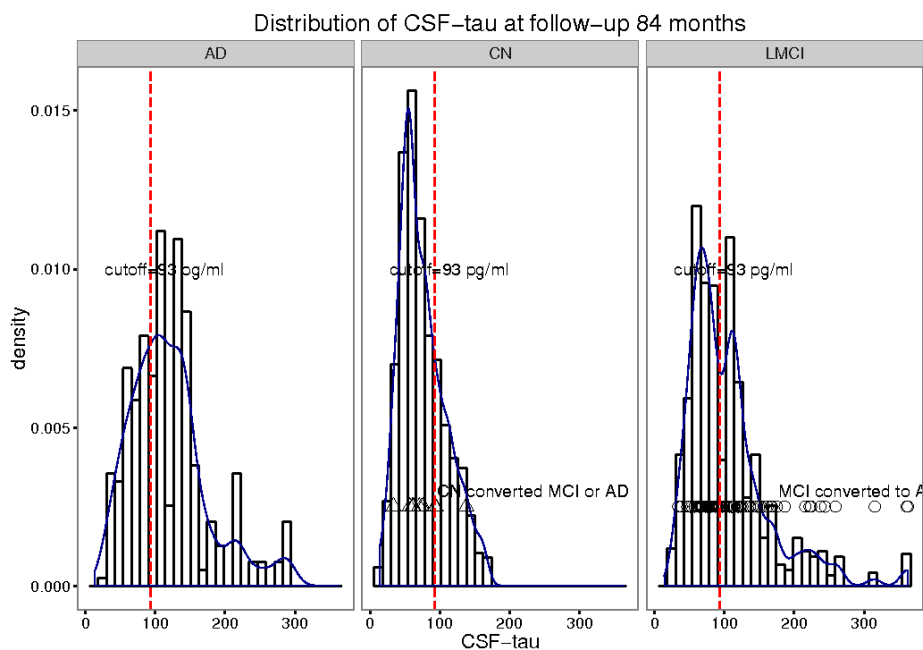 Distribution of CSF-tau at follow-up 84 months
AD
CN
LMCI
0.015
0.010
0.005
0.000
density
cutoff=93 pg/ml
cutoff=93 pg/ml
cutoff=93 pg/ml
CN converted MCI or AD
MCI converted to A
0 100 200 300
0 100 200 300
0 100 200 300
CSF-tau